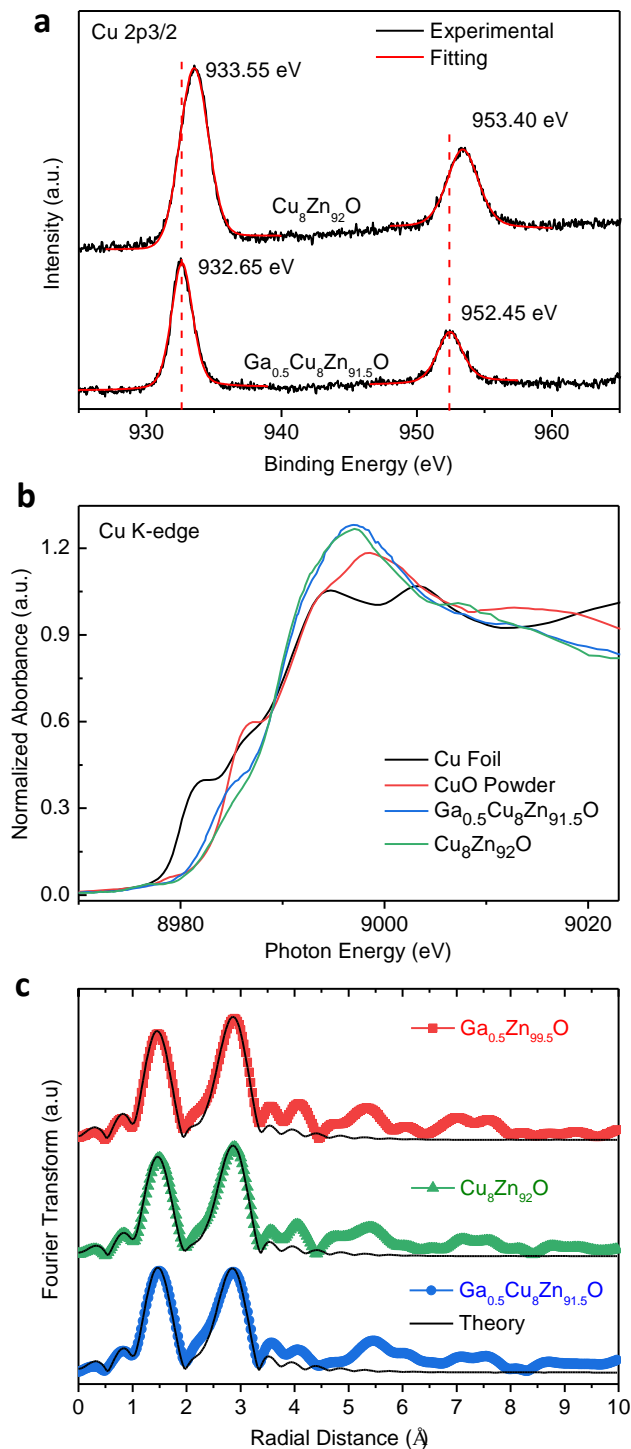 a
Cu 2p3/2
Experimental
Fitting
933.55 eV
953.40 eV
Cu8Zn92O
932.65 eV
952.45 eV
Ga0.5Cu8Zn91.5O
Intensity (a.u.)
930 940 950 960
Binding Energy (eV)
b
Cu K-edge
1.2
0.9
0.6
0.3
0.0
Normalized Absorbance (a.u.)
Cu Foil
CuO Powder
Ga0.5Cu8Zn91.5O
Cu8Zn92O
8980 9000 9020
Photon Energy (eV)
c
Ga0.5Zn99.5O
Cu8Zn92O
Ga0.5Cu8Zn91.5O
Theory
Fourier Transform (a.u)
0 1 2 3 4 5 6 7 8 9 10
Radial Distance (Å)